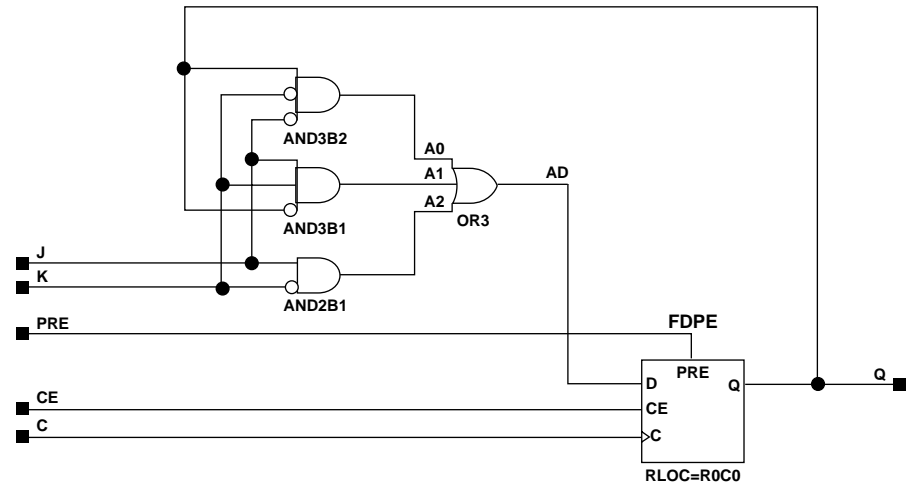 AND3B2
A0
A1
AD
A2
AND3B1
OR3
J
K
AND2B1
PRE
FDPE
PRE
D
Q
Q
CE
CE
C
C
RLOC=R0C0